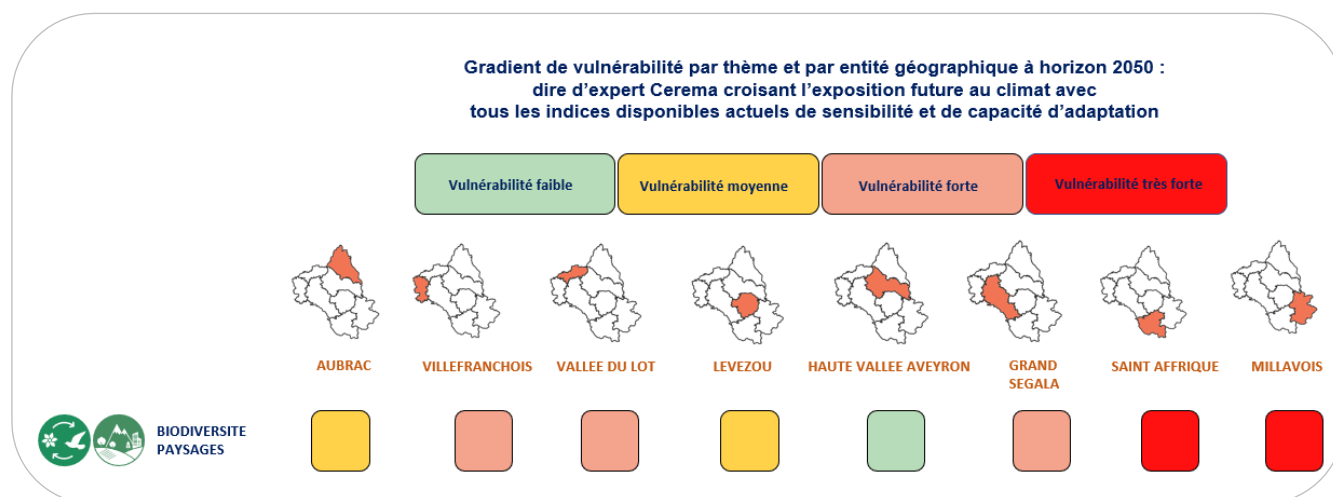 Gradient de vulnérabilité par thème et par entité géographique à horizon 2050 :
dire d'expert Cerema croisant l'exposition future au climat avec
tous les indices disponibles actuels de sensibilité et de capacité d'adaptation
Vulnérabilité faible
Vulnérabilité moyenne
Vulnérabilité forte
Vulnérabilité très forte
AUBRAC
VILLEFRANCHOIS
VALLEE DU LOT
LEVEZOU
HAUTE VALLEE AVEYRON
GRAND
SEGALA
SAINT AFFRIQUE
MILLAVOIS
BIODIVERSITE
PAYSAGES